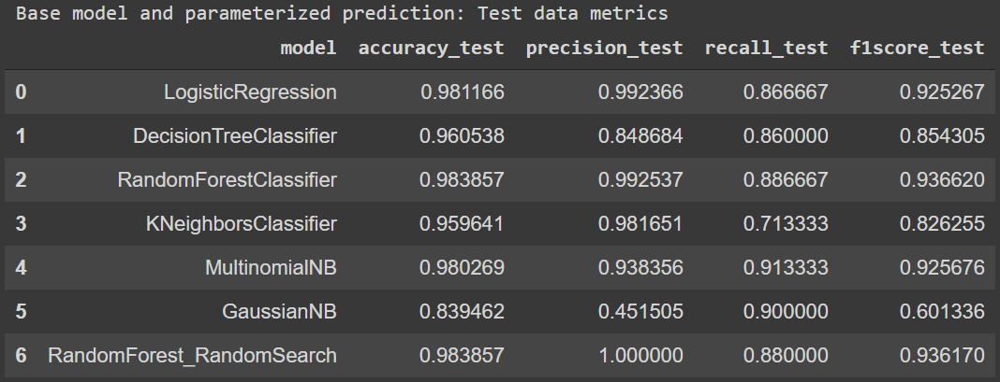 Base model and parameterized prediction: Test data metrics
model accuracy_test precision_test recall_test f1score_test
0 LogisticRegression 0.981166 0.992366 0.866667 0.925267
1 DecisionTreeClassifier 0.960538 0.848684 0.860000 0.854305
2 RandomForestClassifier 0.983857 0.992537 0.886667 0.936620
3 KNeighborsClassifier 0.959641 0.981651 0.713333 0.826255
4 MultinomialNB 0.980269 0.938356 0.913333 0.925676
5 GaussianNB 0.839462 0.451505 0.900000 0.601336
6 RandomForest_RandomSearch 0.983857 1.000000 0.880000 0.936170